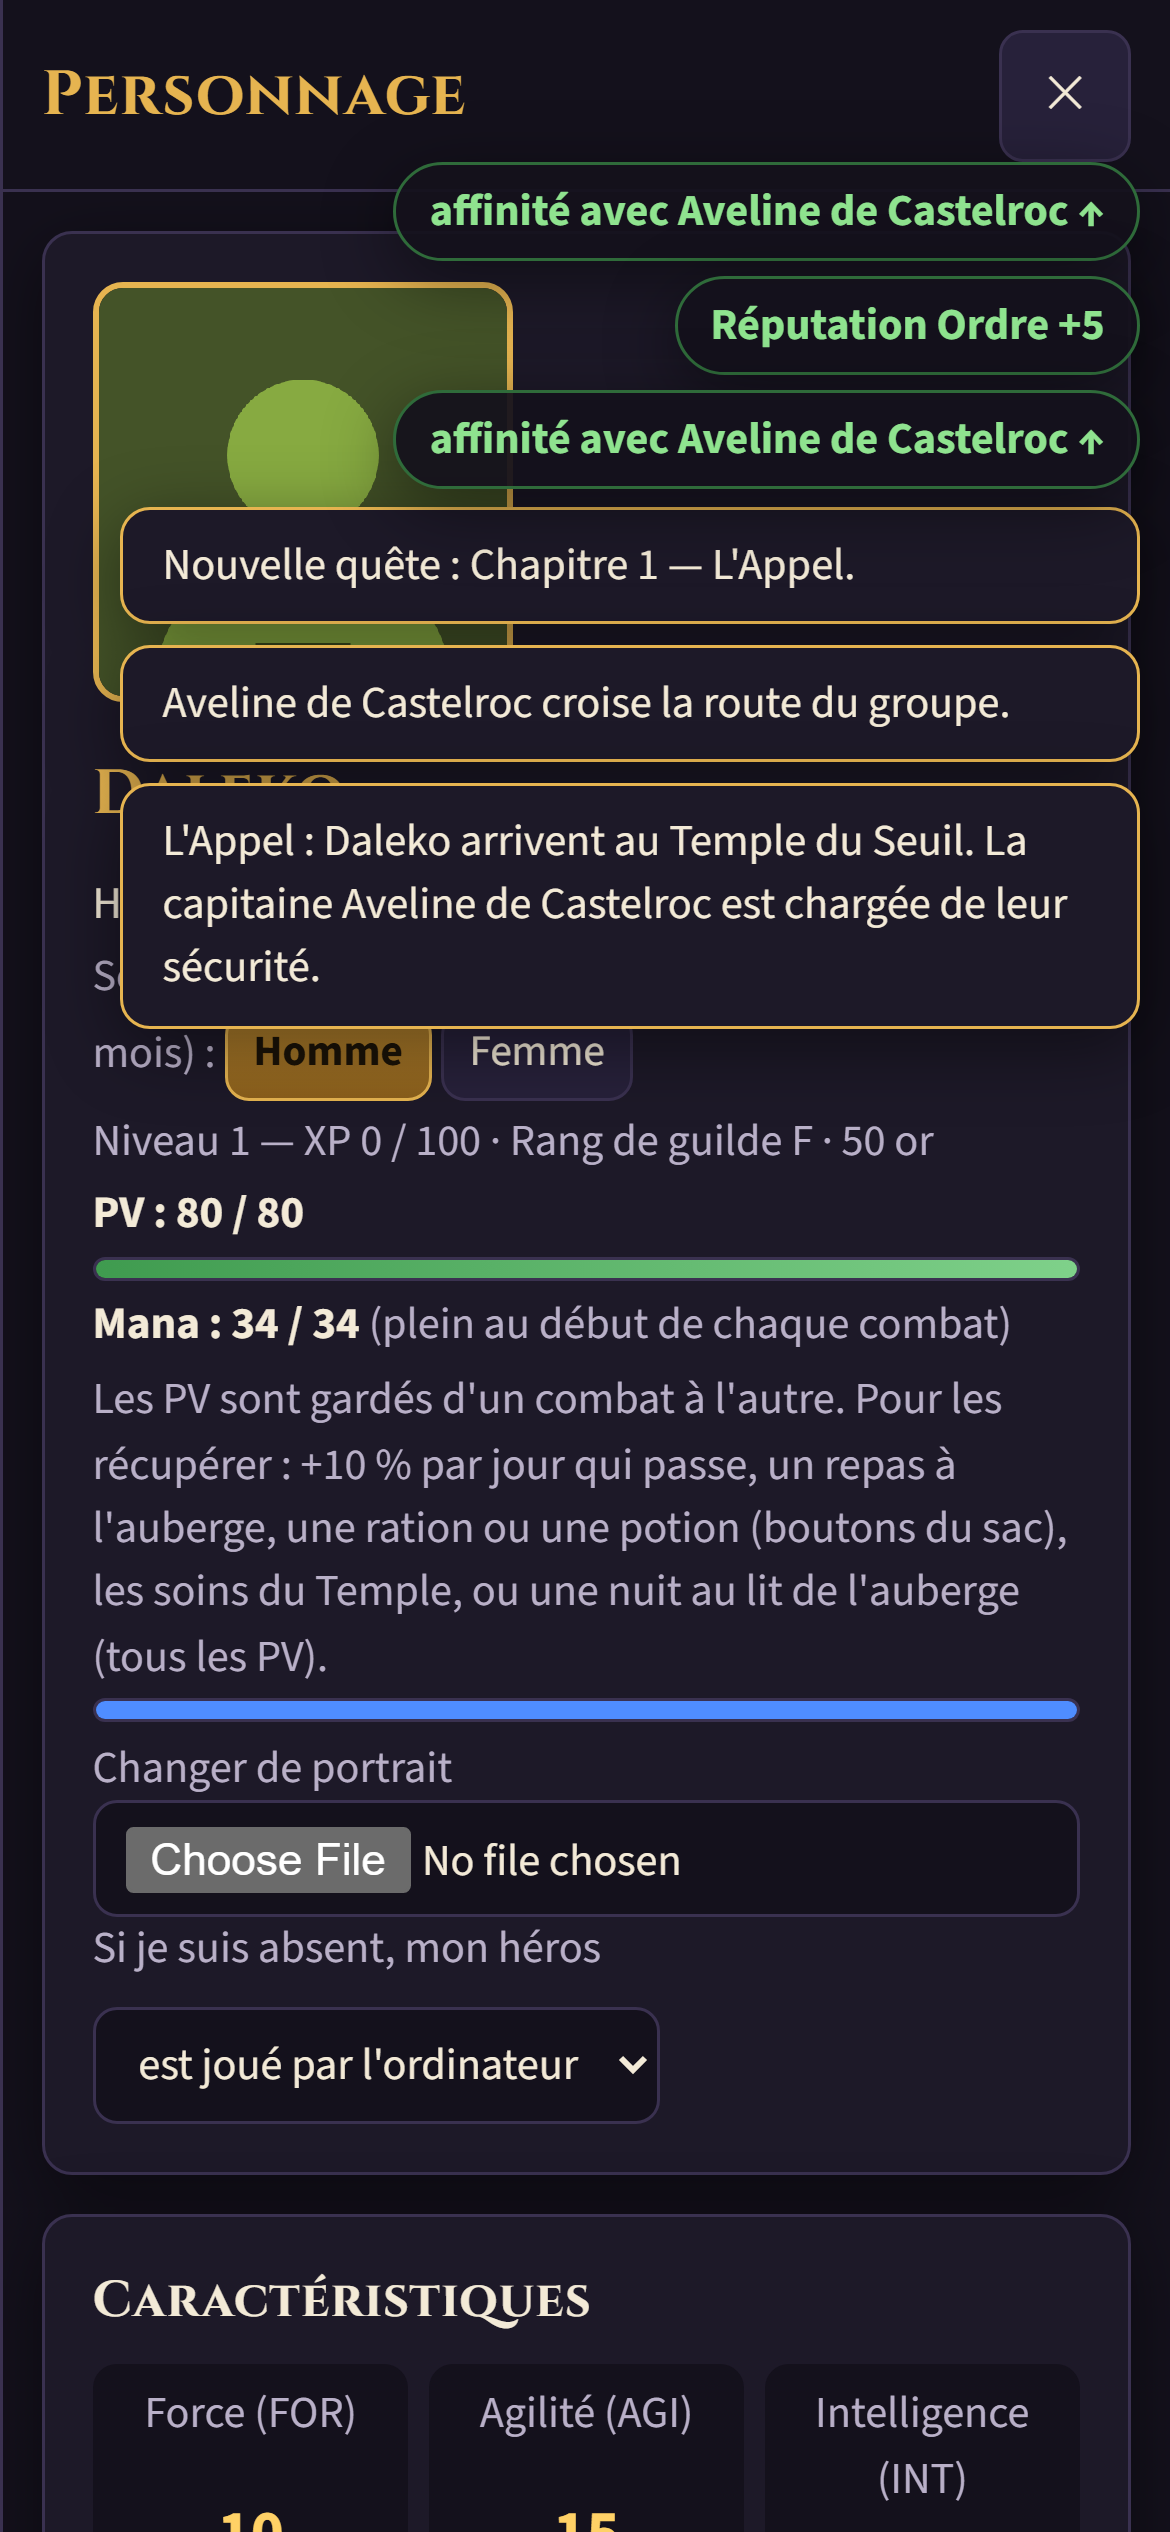 Personnage
affinité avec Aveline de Castelroc ↑
Réputation Ordre +5
affinité avec Aveline de Castelroc ↑
Nouvelle quête : Chapitre 1 — L'Appel.
Aveline de Castelroc croise la route du groupe.
L'Appel : Daleko arrivent au Temple du Seuil. La
capitaine Aveline de Castelroc est chargée de leur
sécurité.
mois) : Homme Femme
Niveau 1 — XP 0 / 100 · Rang de guilde F · 50 or
PV : 80 / 80
Mana : 34 / 34 (plein au début de chaque combat)
Les PV sont gardés d'un combat à l'autre. Pour les
récupérer : +10 % par jour qui passe, un repas à
l'auberge, une ration ou une potion (boutons du sac),
les soins du Temple, ou une nuit au lit de l'auberge
(tous les PV).
Changer de portrait
Choose File No file chosen
Si je suis absent, mon héros
est joué par l'ordinateur
Caractéristiques
Force (FOR) Agilité (AGI) Intelligence
(INT)
10 15